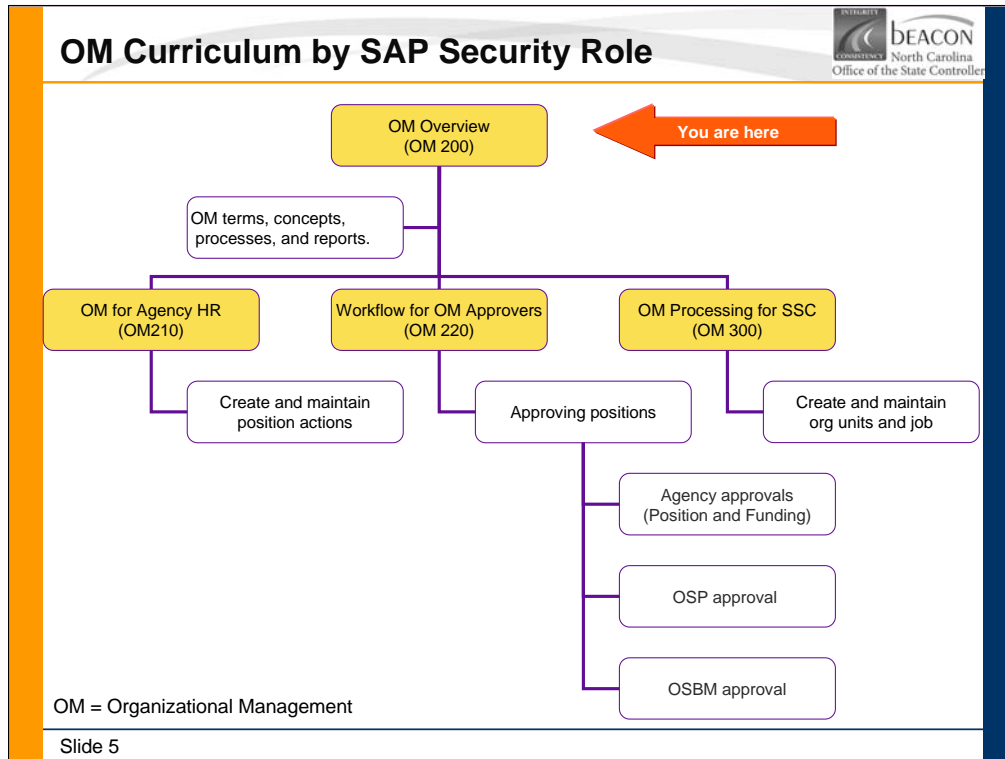 OM Curriculum by SAP Security Role
INTEGRITY
CONSISTENCY
bEACON
North Carolina
Office of the State Controller
OM Overview
(OM 200)
You are here
OM terms, concepts,
processes, and reports.
OM for Agency HR
(OM210)
Workflow for OM Approvers
(OM 220)
OM Processing for SSC
(OM 300)
Create and maintain
position actions
Approving positions
Create and maintain
org units and job
Agency approvals
(Position and Funding)
OSP approval
OSBM approval
OM = Organizational Management
Slide 5